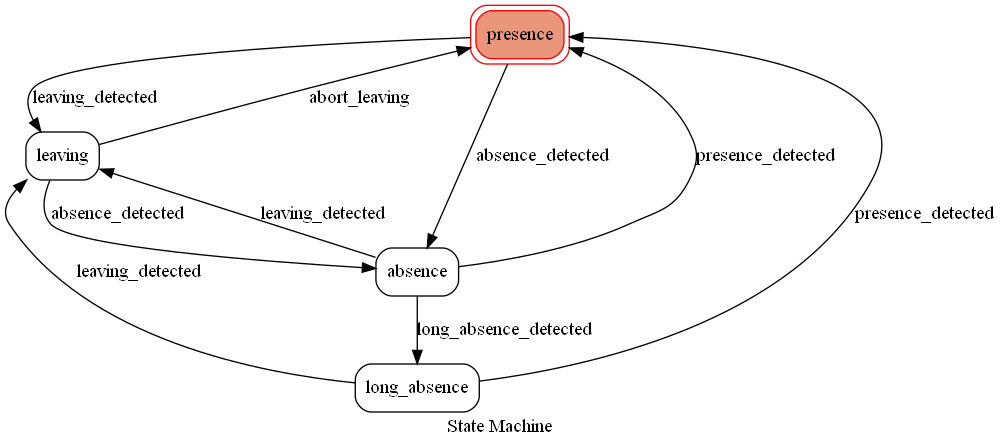 presence
leaving_detected
abort_leaving
leaving
absence_detected
presence_detected
absence_detected
leaving_detected
presence_detected
absence
leaving_detected
long_absence_detected
long_absence
State Machine